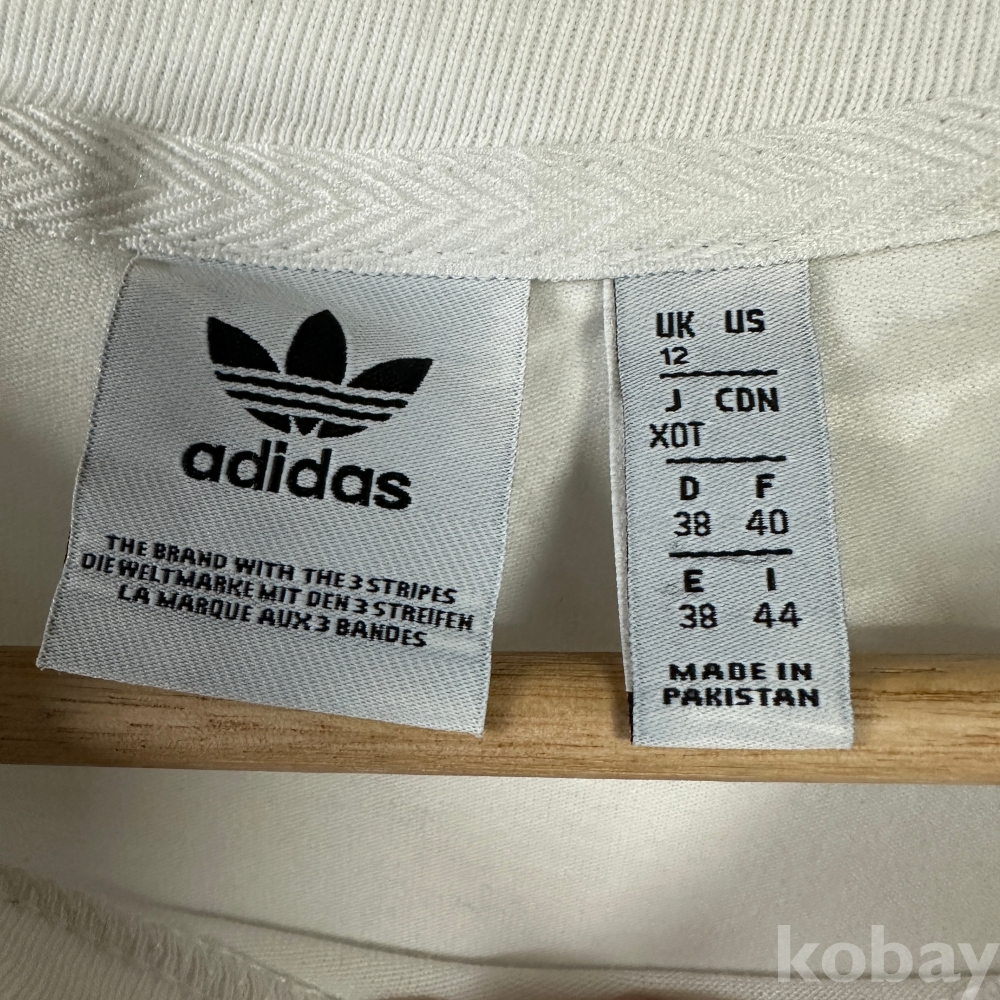 adidas
THE BRAND WITH THE 3 STRIPES
DIE WELTMARKE MIT DEN 3 STREIFEN
LA MARQUE AUX 3 BANDES
UK US
12
J CDN
XOT
D F
38 40
E I
38 44
MADE IN
PAKISTAN
kobay